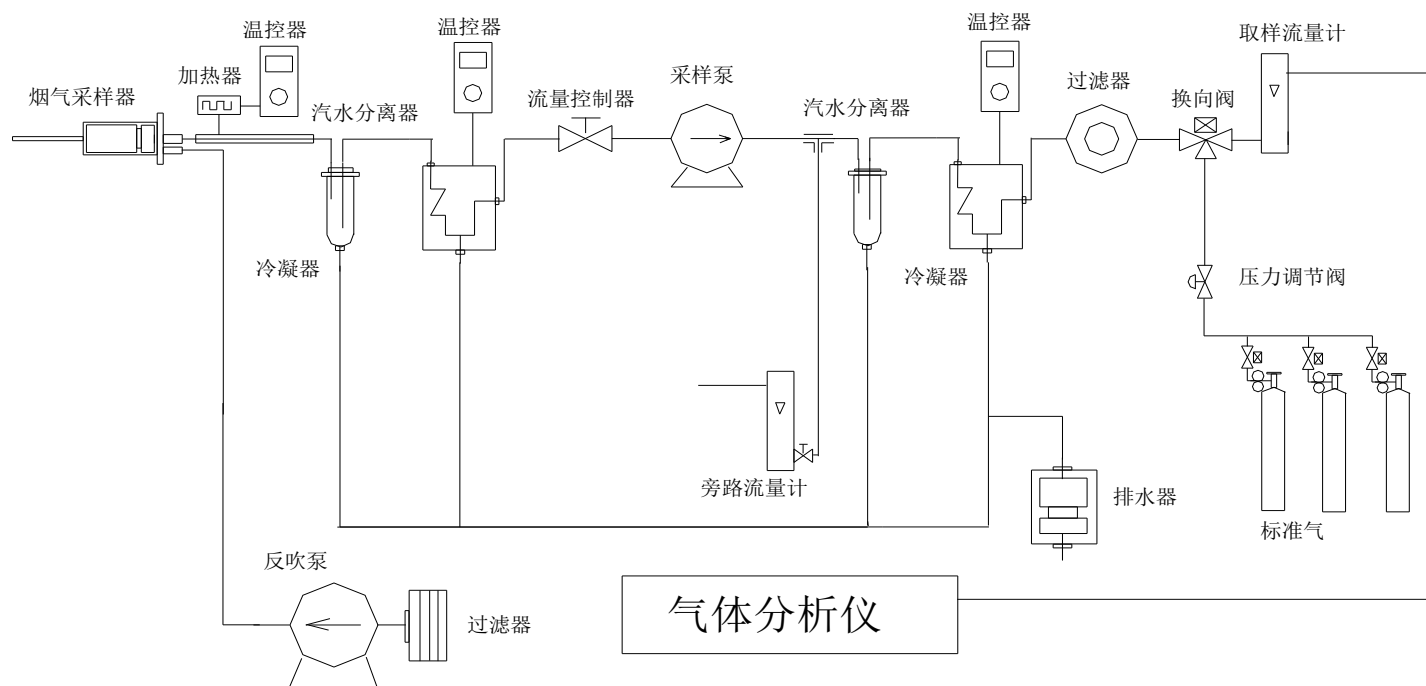 温控器
温控器
温控器
取样流量计
加热器
采样泵
过滤器
烟气采样器
汽水分离器
流量控制器
汽水分离器
换向阀
冷凝器
冷凝器
压力调节阀
旁路流量计
排水器
标准气
反吹泵
气体分析仪
过滤器